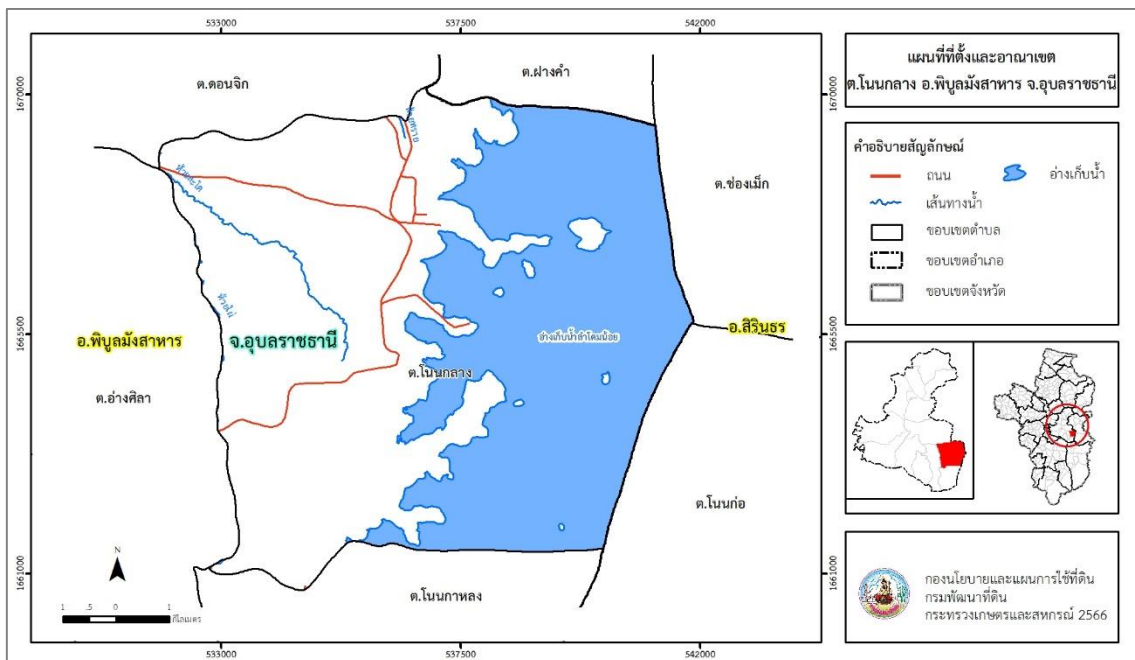 533000
537500
542000
แผนที่ที่ตั้งและอาณาเขต
ต.โนนกลาง อ.พิบูลมังสาหาร จ.อุบลราชธานี
คำอธิบายสัญลักษณ์
ถนน
อ่างเก็บน้ำ
เส้นทางน้ำ
ขอบเขตตำบล
ขอบเขตอำเภอ
ขอบเขตจังหวัด
1670000
1670000
ต.ดอนจิก
ต.ฝางคำ
ต.ช่องเม็ก
1665500
1665500
อ.พิบูลมังสาหาร
จ.อุบลราชธานี
อ่างเก็บน้ำลำโดมน้อย
อ.สิรินธร
ต.อ่างศิลา
ต.โนนกลาง
ต.โนนก่อ
1661000
1661000
ต.โนนกาหลง
N
1 .5 0 1
กิโลเมตร
533000
537500
542000
กองนโยบายและแผนการใช้ที่ดิน
กรมพัฒนาที่ดิน
กระทรวงเกษตรและสหกรณ์ 2566